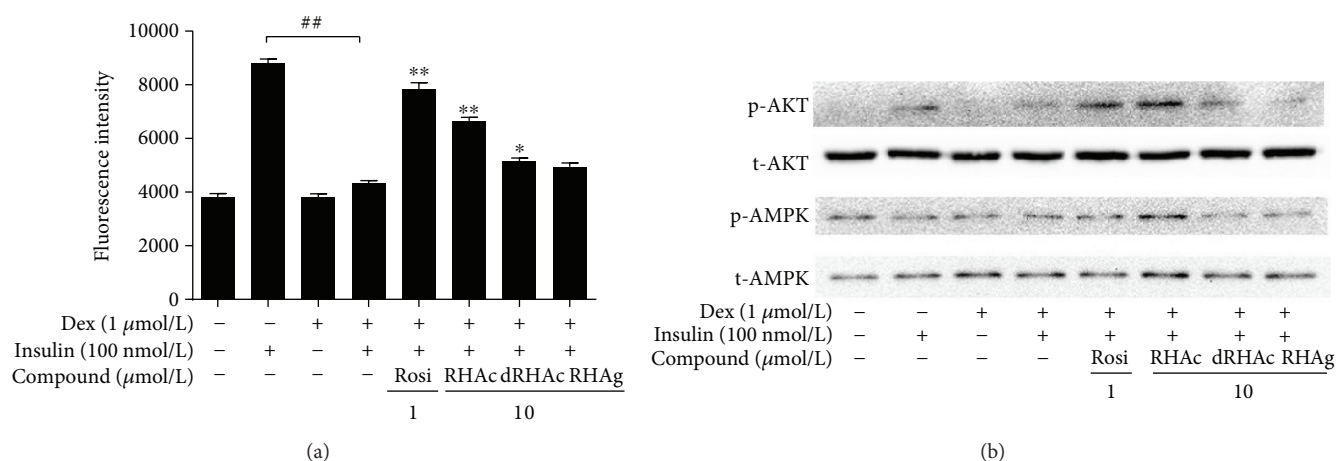 10000
8000
6000
4000
2000
0
Fluorescence intensity
##
**
**
*
Dex (1 μmol/L) − − + + + + + +
Insulin (100 nmol/L) − + − + + + + +
Compound (μmol/L) − − − − Rosi RHAc dRHAc RHAg
1 10
(a)
p-AKT
t-AKT
p-AMPK
t-AMPK
Dex (1 μmol/L) − − + + + + + +
Insulin (100 nmol/L) − + − + + + + +
Compound (μmol/L) − − − − Rosi RHAc dRHAc RHAg
1 10
(b)